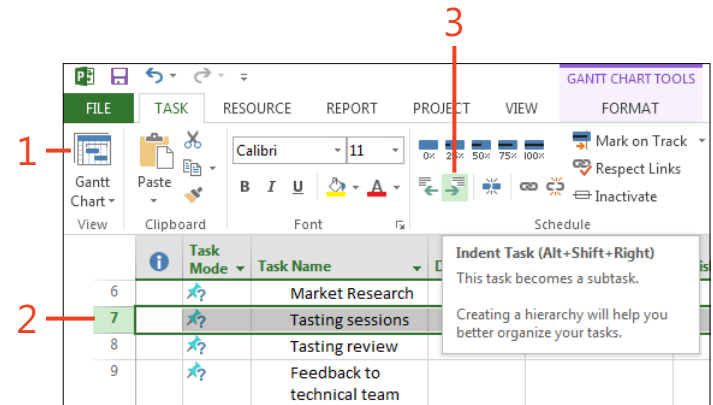 3
GANTT CHART TOOLS
FILE TASK RESOURCE REPORT PROJECT VIEW FORMAT
1
Gantt Chart
Paste
Calibri 11
0% 25% 50% 75% 100%
Mark on Track
B I U A
Respect Links
Inactivate
View Clipboard Font Schedule
Task Mode Task Name D
Indent Task (Alt+Shift+Right)
This task becomes a subtask.
Creating a hierarchy will help you
better organize your tasks.
6 Market Research
2
7 Tasting sessions
8 Tasting review
9 Feedback to
technical team